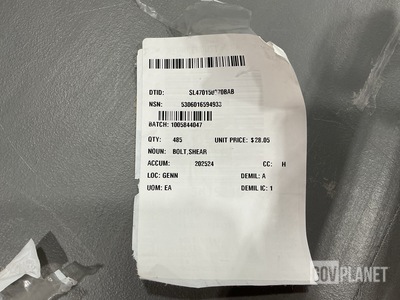 DTID:
NSN: 5306016594933
BATCH: 1005844047
QTY: 485 UNIT PRICE: $ 28.05
NOUN: BOLT,SHEAR
ACCUM: 202524 CC: H
LOC: GENN DEMIL: A
UOM: EA DEMIL IC: 1
GOVPLANET